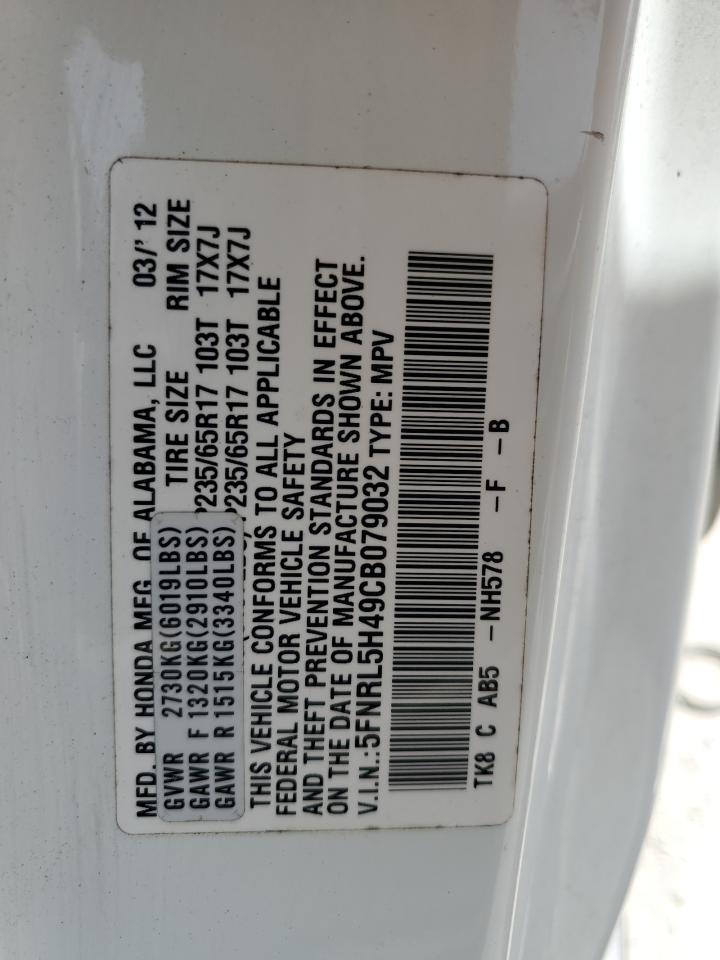 MFD. BY HONDA MFG. OF ALABAMA, LLC 03/' 12
GVWR 2730KG(6019LBS) TIRE SIZE RIM SIZE
GAWR F 1320KG(2910LBS) P235/65R17 103T 17X7J
GAWR R 1515KG(3340LBS) P235/65R17 103T 17X7J
THIS VEHICLE CONFORMS TO ALL APPLICABLE
FEDERAL MOTOR VEHICLE SAFETY
AND THEFT PREVENTION STANDARDS IN EFFECT
ON THE DATE OF MANUFACTURE SHOWN ABOVE.
V.I.N.:5FNRL5H49CB079032 TYPE: MPV
TK8 C AB5 -NH578 -F -B